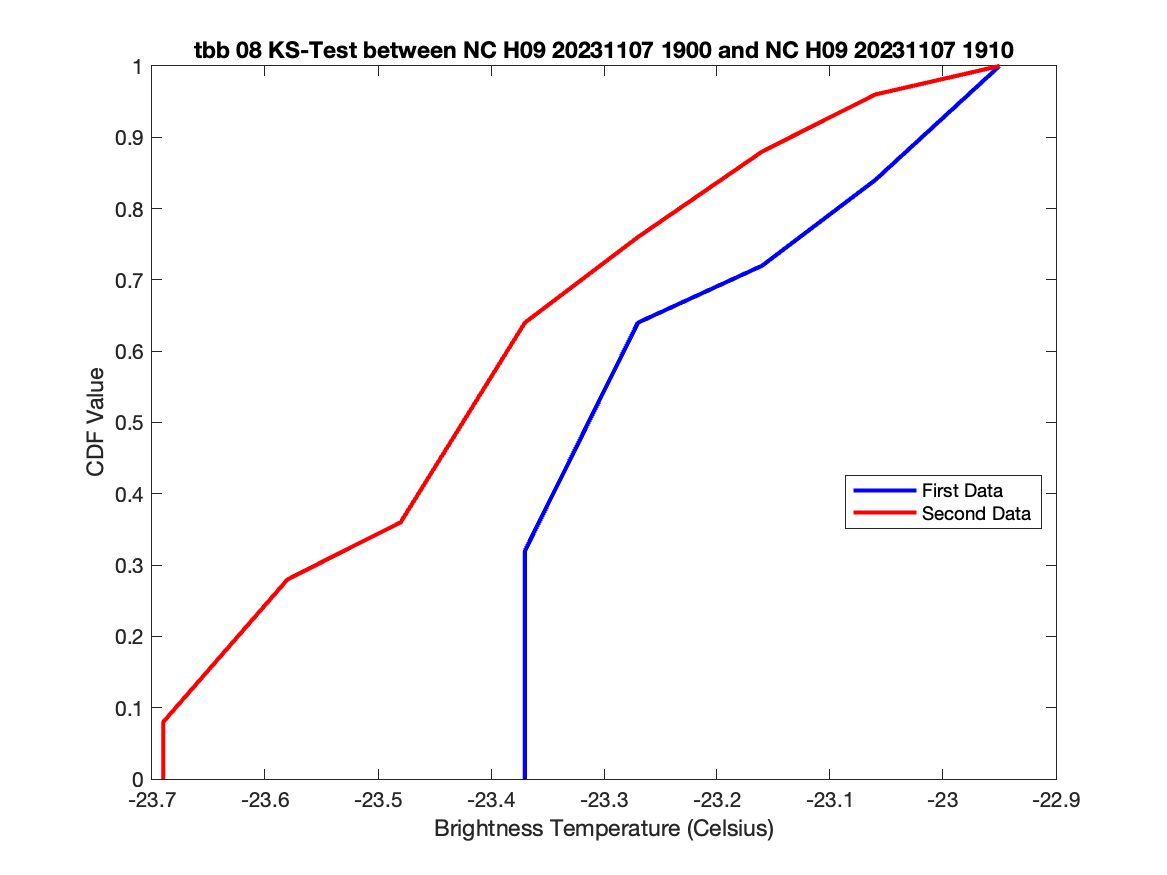 tbb 08 KS-Test between NC H09 20231107 1900 and NC H09 20231107 1910
1
0.9
0.8
0.7
0.6
0.5
0.4
0.3
0.2
0.1
0
CDF Value
First Data
Second Data
-23.7 -23.6 -23.5 -23.4 -23.3 -23.2 -23.1 -23 -22.9
Brightness Temperature (Celsius)